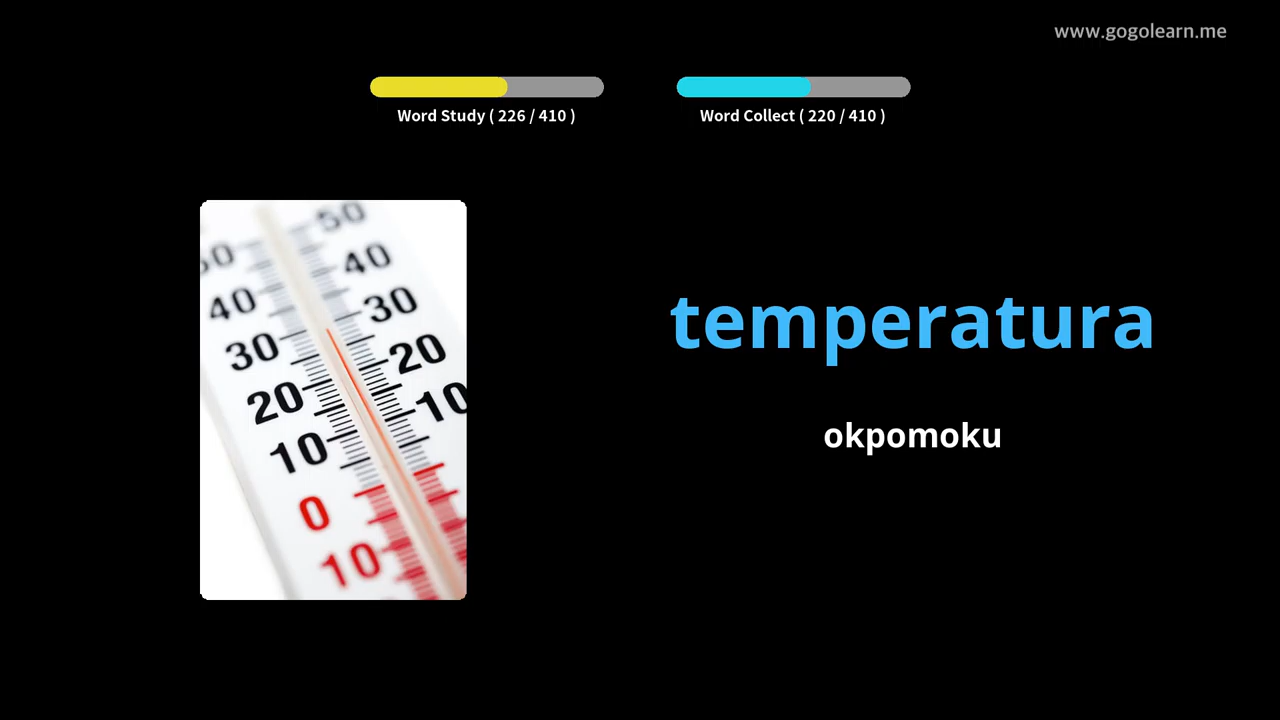 www.gogolearn.me
Word Study ( 226 / 410 )
Word Collect ( 220 / 410 )
50
50
40
40
30
30
20
20
10
10
0
10
temperatura
okpomoku